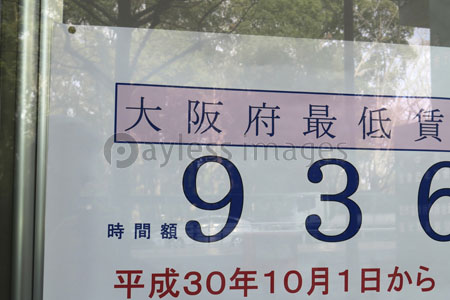 大阪府最低賃
時間額 936
平成30年10月1日から
payless images